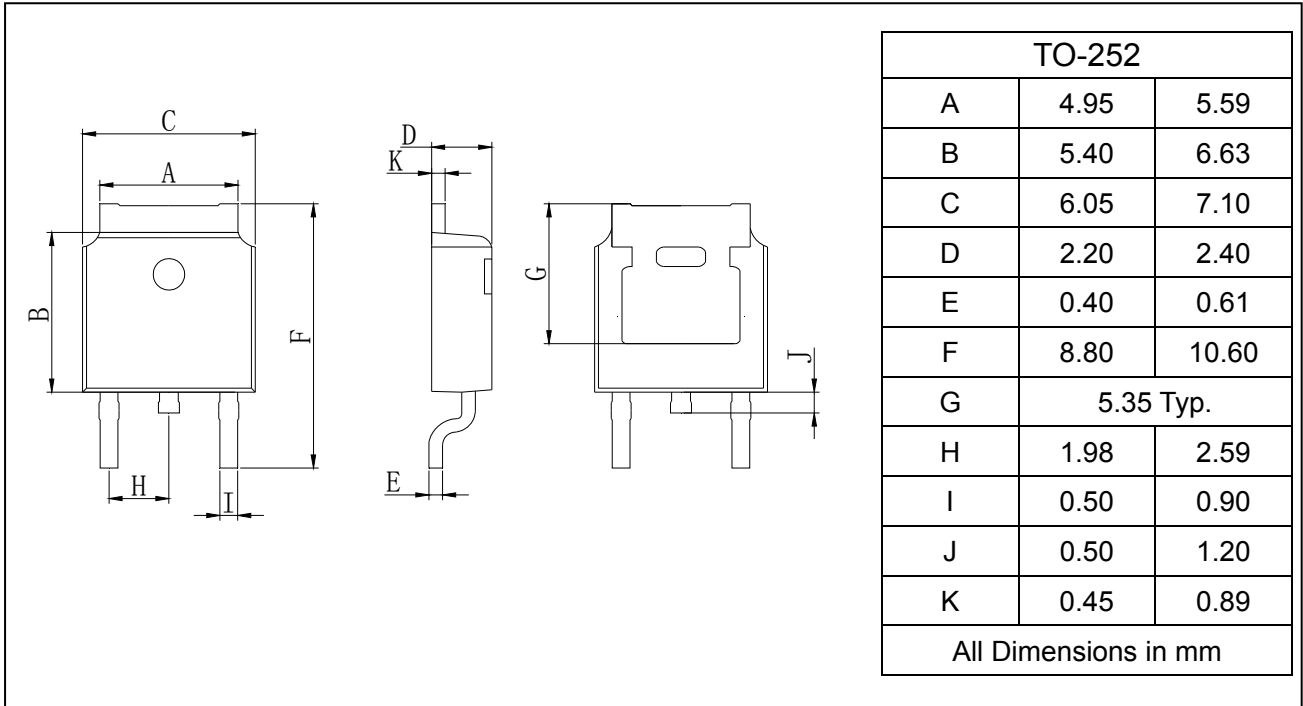 TO-252
A 4.95 5.59
B 5.40 6.63
C 6.05 7.10
D 2.20 2.40
E 0.40 0.61
F 8.80 10.60
G 5.35 Typ.
H 1.98 2.59
I 0.50 0.90
J 0.50 1.20
K 0.45 0.89
All Dimensions in mm
C
A
B
F
H
I
D
K
E
G
J